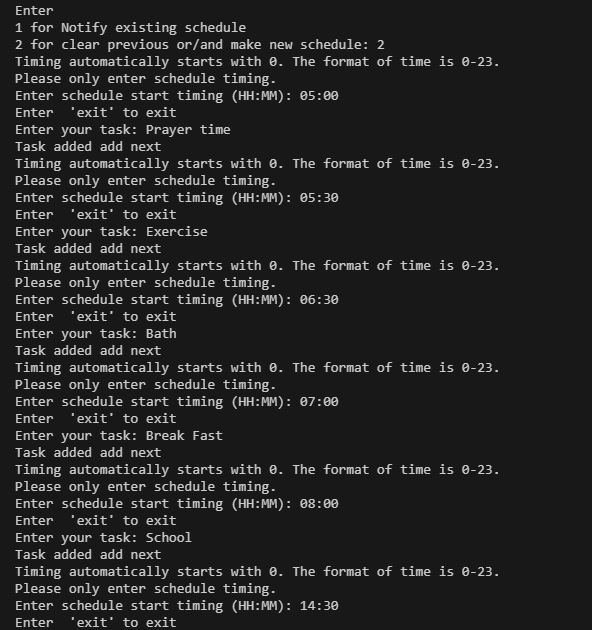 Enter
1 for Notify existing schedule
2 for clear previous or/and make new schedule: 2
Timing automatically starts with 0. The format of time is 0-23.
Please only enter schedule timing.
Enter schedule start timing (HH:MM): 05:00
Enter  'exit' to exit
Enter your task: Prayer time
Task added add next
Timing automatically starts with 0. The format of time is 0-23.
Please only enter schedule timing.
Enter schedule start timing (HH:MM): 05:30
Enter  'exit' to exit
Enter your task: Exercise
Task added add next
Timing automatically starts with 0. The format of time is 0-23.
Please only enter schedule timing.
Enter schedule start timing (HH:MM): 06:30
Enter  'exit' to exit
Enter your task: Bath
Task added add next
Timing automatically starts with 0. The format of time is 0-23.
Please only enter schedule timing.
Enter schedule start timing (HH:MM): 07:00
Enter  'exit' to exit
Enter your task: Break Fast
Task added add next
Timing automatically starts with 0. The format of time is 0-23.
Please only enter schedule timing.
Enter schedule start timing (HH:MM): 08:00
Enter  'exit' to exit
Enter your task: School
Task added add next
Timing automatically starts with 0. The format of time is 0-23.
Please only enter schedule timing.
Enter schedule start timing (HH:MM): 14:30
Enter  'exit' to exit